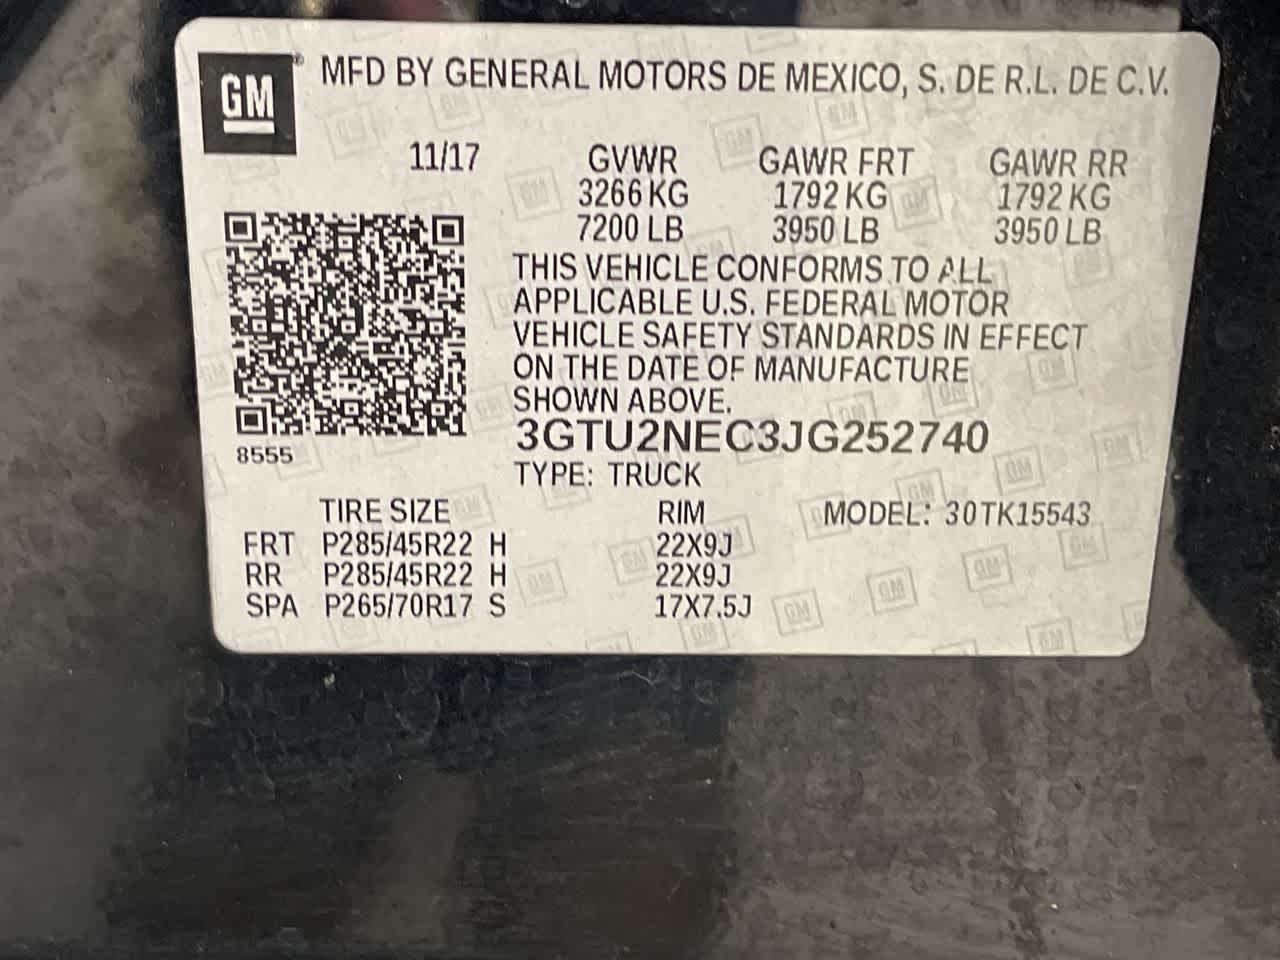 GM® MFD BY GENERAL MOTORS DE MEXICO, S. DE R.L. DE C.V.
11/17 GVWR GAWR FRT GAWR RR
3266 KG 1792 KG 1792 KG
7200 LB 3950 LB 3950 LB
THIS VEHICLE CONFORMS TO ALL
APPLICABLE U.S. FEDERAL MOTOR
VEHICLE SAFETY STANDARDS IN EFFECT
ON THE DATE OF MANUFACTURE
SHOWN ABOVE.
3GTU2NEC3JG252740
8555
TYPE: TRUCK
TIRE SIZE RIM MODEL: 30TK15543
FRT P285/45R22 H 22X9J
RR P285/45R22 H 22X9J
SPA P265/70R17 S 17X7.5J